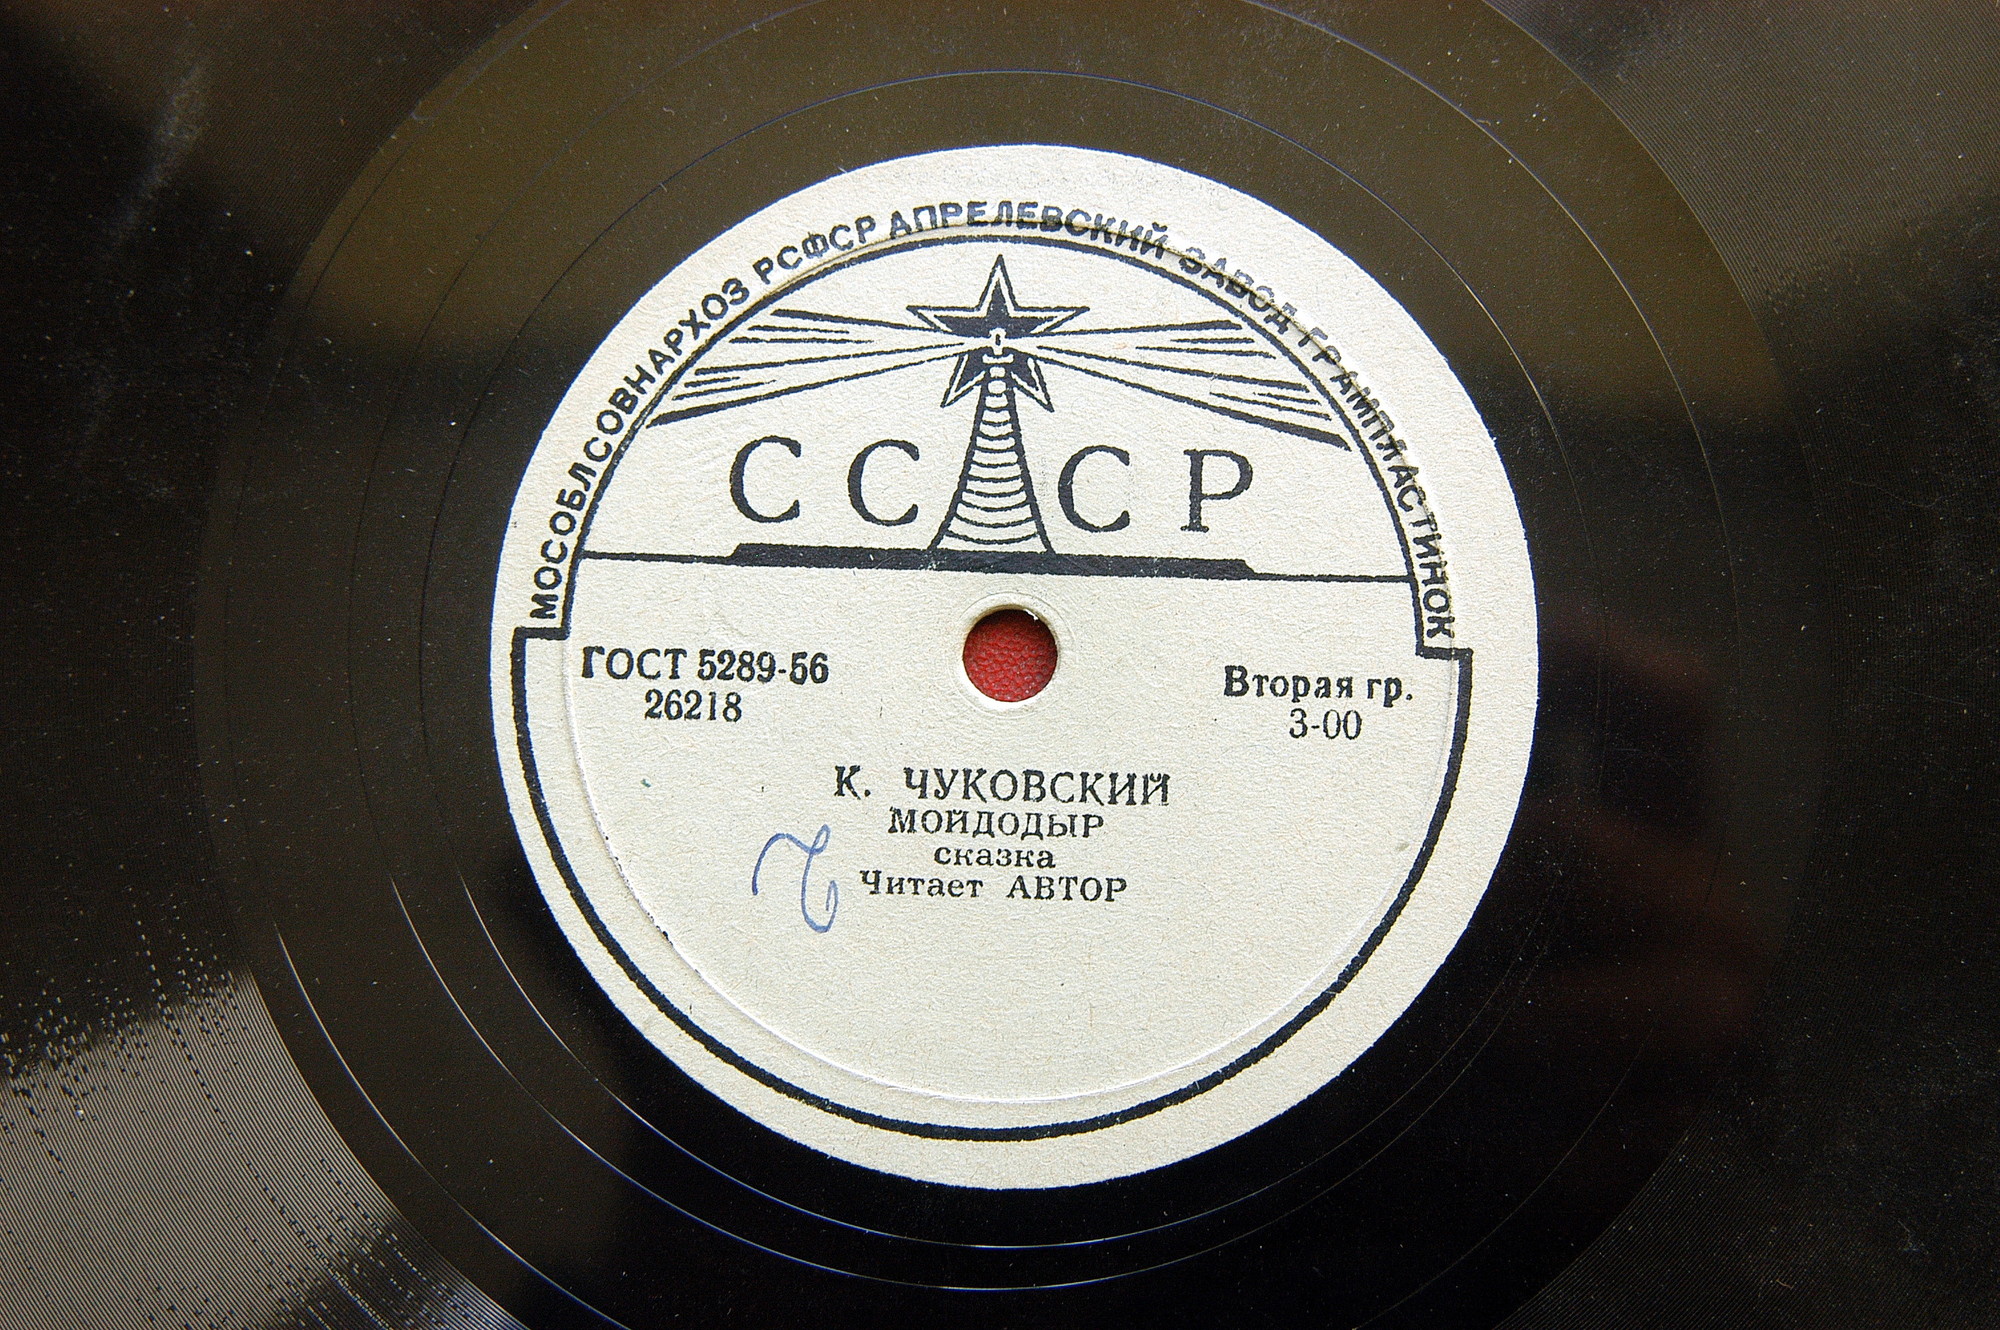 МОСОБЛСОВНАРХОЗ РСФСР АПРЕЛЕВСКИЙ ЗАВОД ГРАМПЛАСТИНОК
СССР
ГОСТ 5289-56
26218
Вторая гр.
3-00
К. ЧУКОВСКИЙ
МОЙДОДЫР
сказка
Читает АВТОР